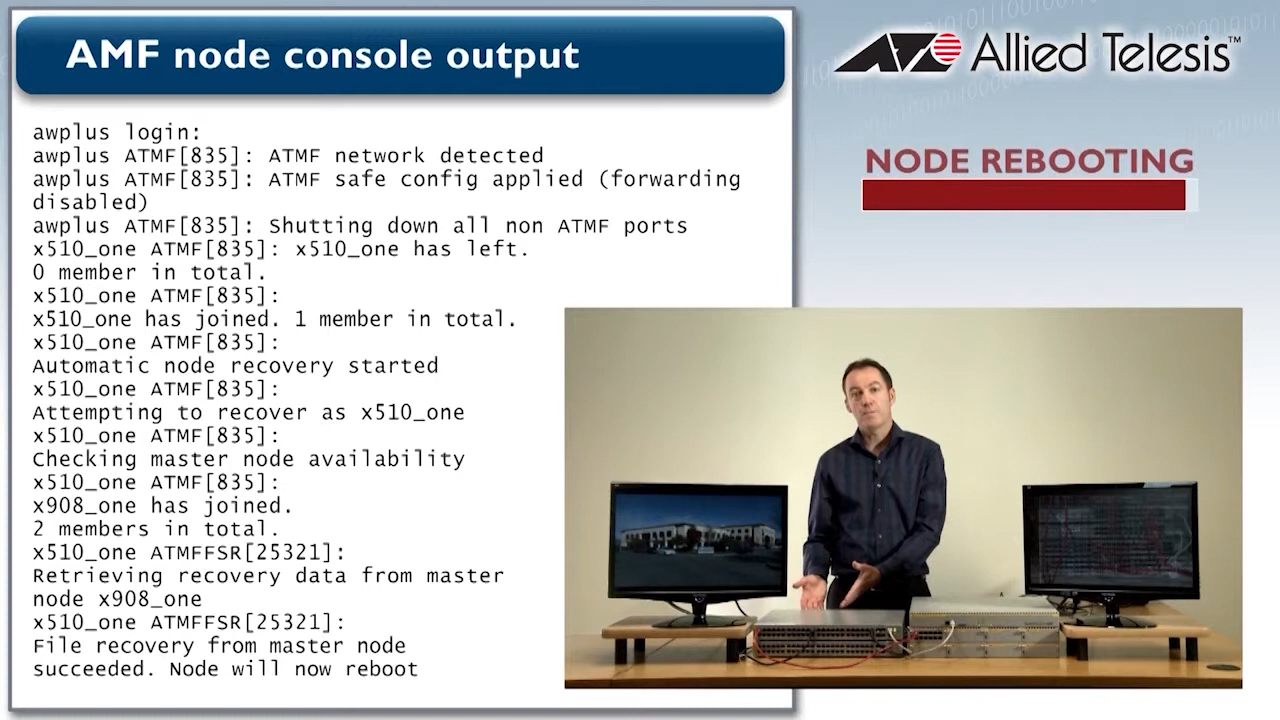 AMF node console output
awplus login:
awplus ATMF[835]: ATMF network detected
awplus ATMF[835]: ATMF safe config applied (forwarding
disabled)
awplus ATMF[835]: Shutting down all non ATMF ports
x510_one ATMF[835]: x510_one has left.
0 member in total.
x510_one ATMF[835]:
x510_one has joined. 1 member in total.
x510_one ATMF[835]:
Automatic node recovery started
x510_one ATMF[835]:
Attempting to recover as x510_one
x510_one ATMF[835]:
Checking master node availability
x510_one ATMF[835]:
x908_one has joined.
2 members in total.
x510_one ATMFFSR[25321]:
Retrieving recovery data from master
node x908_one
x510_one ATMFFSR[25321]:
File recovery from master node
succeeded. Node will now reboot
Allied Telesis™
NODE REBOOTING